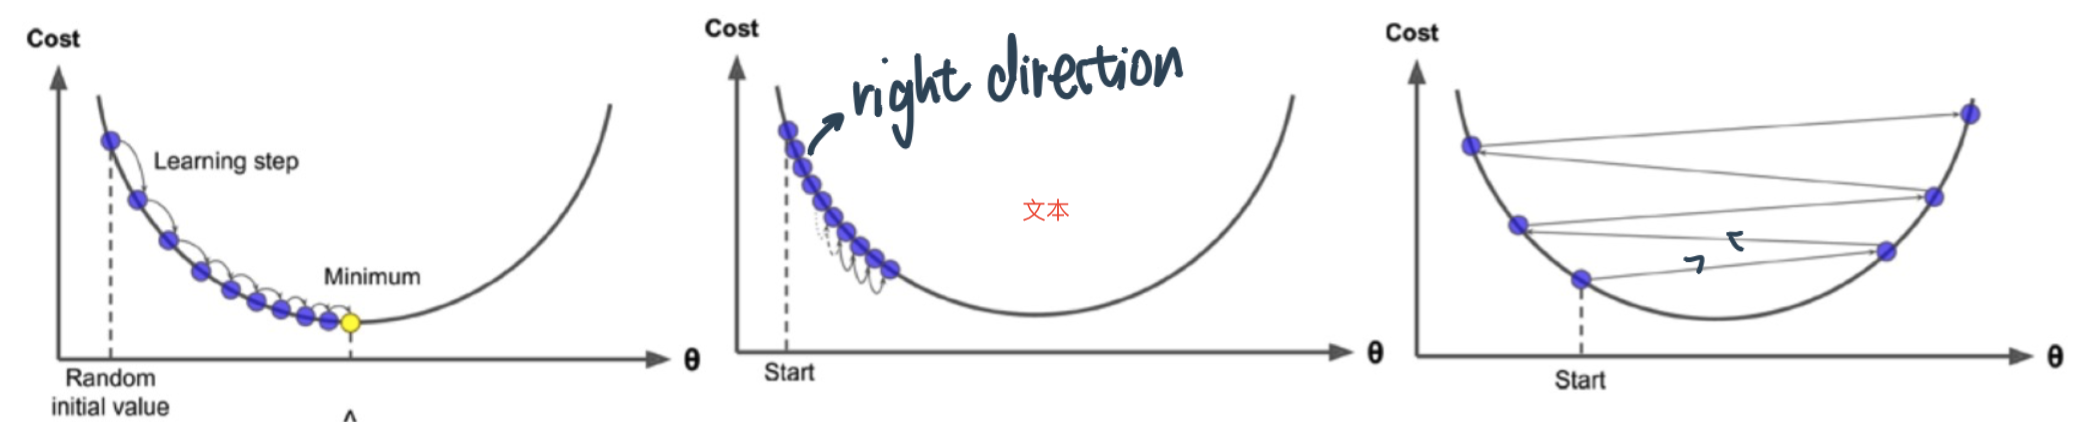 Cost
Learning step
Minimum
θ
Random
initial value
^
Cost
right direction
文本
θ
Start
Cost
θ
Start